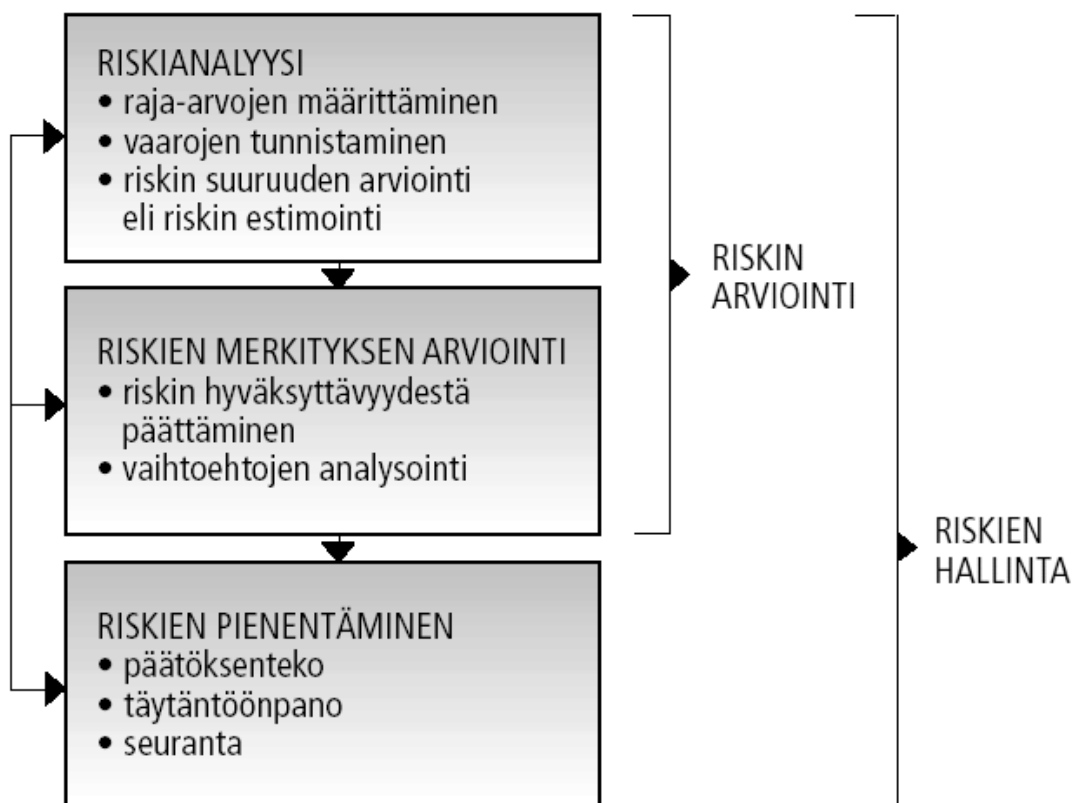 RISKIANALYYSI
• raja-arvojen määrittäminen
• vaarojen tunnistaminen
• riskin suuruuden arviointi
eli riskin estimointi
RISKIEN MERKITYKSEN ARVIOINTI
• riskin hyväksyttävyydestä
päättäminen
• vaihtoehtojen analysointi
RISKIEN PIENENTÄMINEN
• päätöksenteko
• täytäntöönpano
• seuranta
RISKIN
ARVIOINTI
RISKIEN
HALLINTA